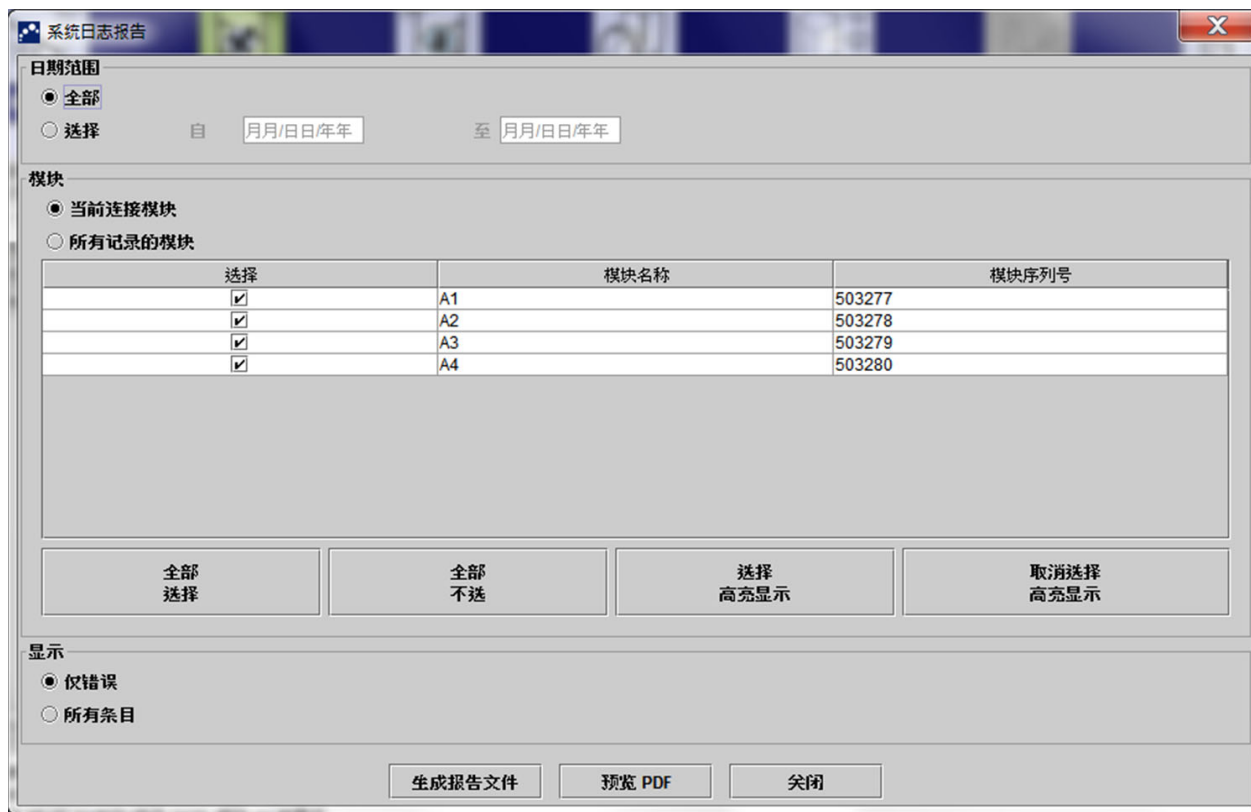 系统日志报告
日期范围
全部
选择 自 月月/日日/年年 至 月月/日日/年年
模块
当前连接模块
所有记录的模块
选择 模块名称 模块序列号
A1 503277
A2 503278
A3 503279
A4 503280
全部 全部 选择 取消选择
选择 不选 高亮显示 高亮显示
显示
仅错误
所有条目
生成报告文件 预览 PDF 关闭